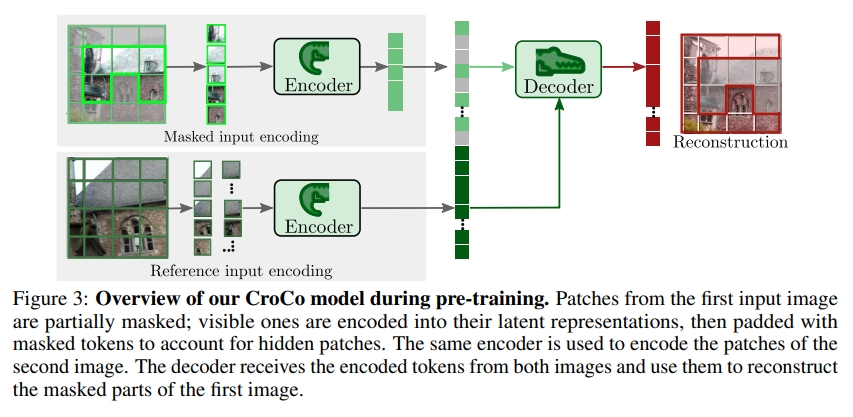 Encoder
Decoder
Masked input encoding
Reconstruction
Encoder
Reference input encoding
Figure 3: Overview of our CroCo model during pre-training. Patches from the first input image
are partially masked; visible ones are encoded into their latent representations, then padded with
masked tokens to account for hidden patches. The same encoder is used to encode the patches of the
second image. The decoder receives the encoded tokens from both images and use them to reconstruct
the masked parts of the first image.